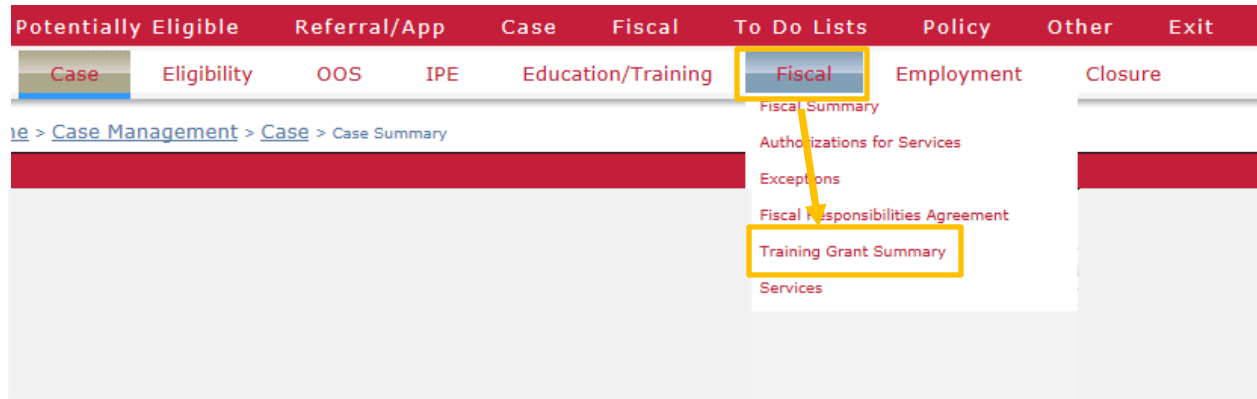 Potentially Eligible Referral/App Case Fiscal To Do Lists Policy Other Exit
Case Eligibility OOS IPE Education/Training Fiscal Employment Closure
Fiscal Summary
> Case Management > Case > Case Summary
Authorizations for Services
Exceptions
Fiscal Responsibilities Agreement
Training Grant Summary
Services